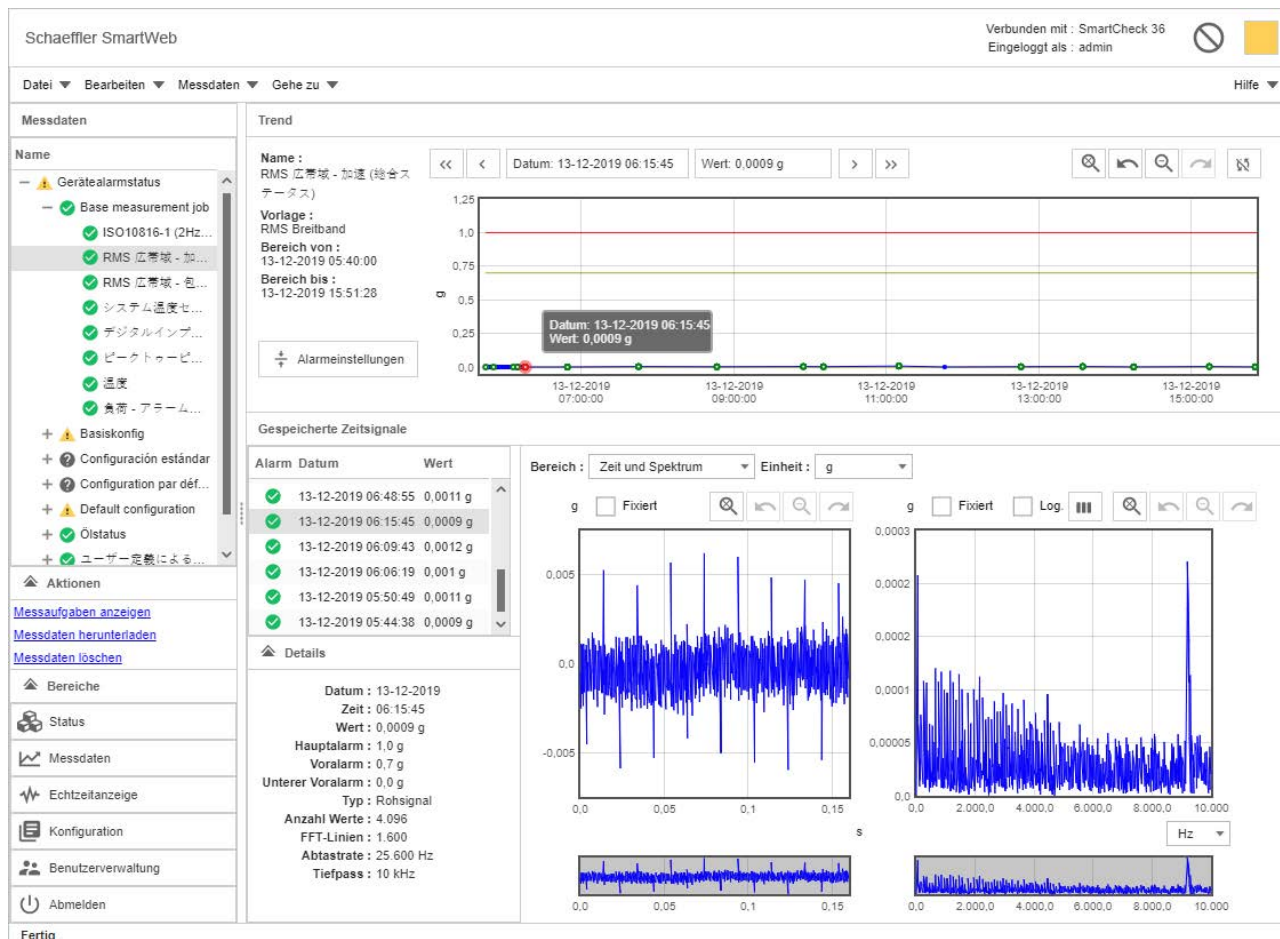 Schaeffler SmartWeb
Verbunden mit : SmartCheck 36
Eingeloggt als : admin
Datei Bearbeiten Messdaten Gehe zu Hilfe
Messdaten
Name
Gerätealarmstatus
Base measurement job
ISO10816-1 (2Hz...
RMS 広帯域 - 加...
RMS 広帯域 - 包...
システム温度セ...
デジタルインプ...
ピークトゥーピ...
温度
負荷 - アラーム...
Basiskonfig
Configuración estándar
Configuration par déf...
Default configuration
Ölstatus
ユーザー定義による...
Aktionen
Messaufgaben anzeigen
Messdaten herunterladen
Messdaten löschen
Bereiche
Status
Messdaten
Echtzeitanzeige
Konfiguration
Benutzerverwaltung
Abmelden
Fertig
Trend
Name :
RMS 広帯域 - 加速 (総合ス
テータス)
Vorlage :
RMS Breitband
Bereich von :
13-12-2019 05:40:00
Bereich bis :
13-12-2019 15:51:28
Alarmeinstellungen
<< < Datum: 13-12-2019 06:15:45 Wert: 0,0009 g > >>
1,25
1,0
0,75
0,5
0,25
0,0
g
Datum: 13-12-2019 06:15:45
Wert: 0,0009 g
13-12-2019 13-12-2019 13-12-2019 13-12-2019 13-12-2019
07:00:00 09:00:00 11:00:00 13:00:00 15:00:00
Gespeicherte Zeitsignale
Alarm Datum Wert
13-12-2019 06:48:55 0,0011 g
13-12-2019 06:15:45 0,0009 g
13-12-2019 06:09:43 0,0012 g
13-12-2019 06:06:19 0,001 g
13-12-2019 05:50:49 0,0011 g
13-12-2019 05:44:38 0,0009 g
Details
Datum : 13-12-2019
Zeit : 06:15:45
Wert : 0,0009 g
Hauptalarm : 1,0 g
Voralarm : 0,7 g
Unterer Voralarm : 0,0 g
Typ : Rohsignal
Anzahl Werte : 4.096
FFT-Linien : 1.600
Abtastrate : 25.600 Hz
Tiefpass : 10 kHz
Bereich : Zeit und Spektrum Einheit : g
g Fixiert
0,005
0,0
-0,005
0,0 0,05 0,1 0,15
s
0,0 0,05 0,1 0,15
g Fixiert Log.
0,0003
0,0002
0,0002
0,0001
0,00005
0,0
0,0 2.000,0 4.000,0 6.000,0 8.000,0 10.000
Hz
0,0 2.000,0 4.000,0 6.000,0 8.000,0 10.000